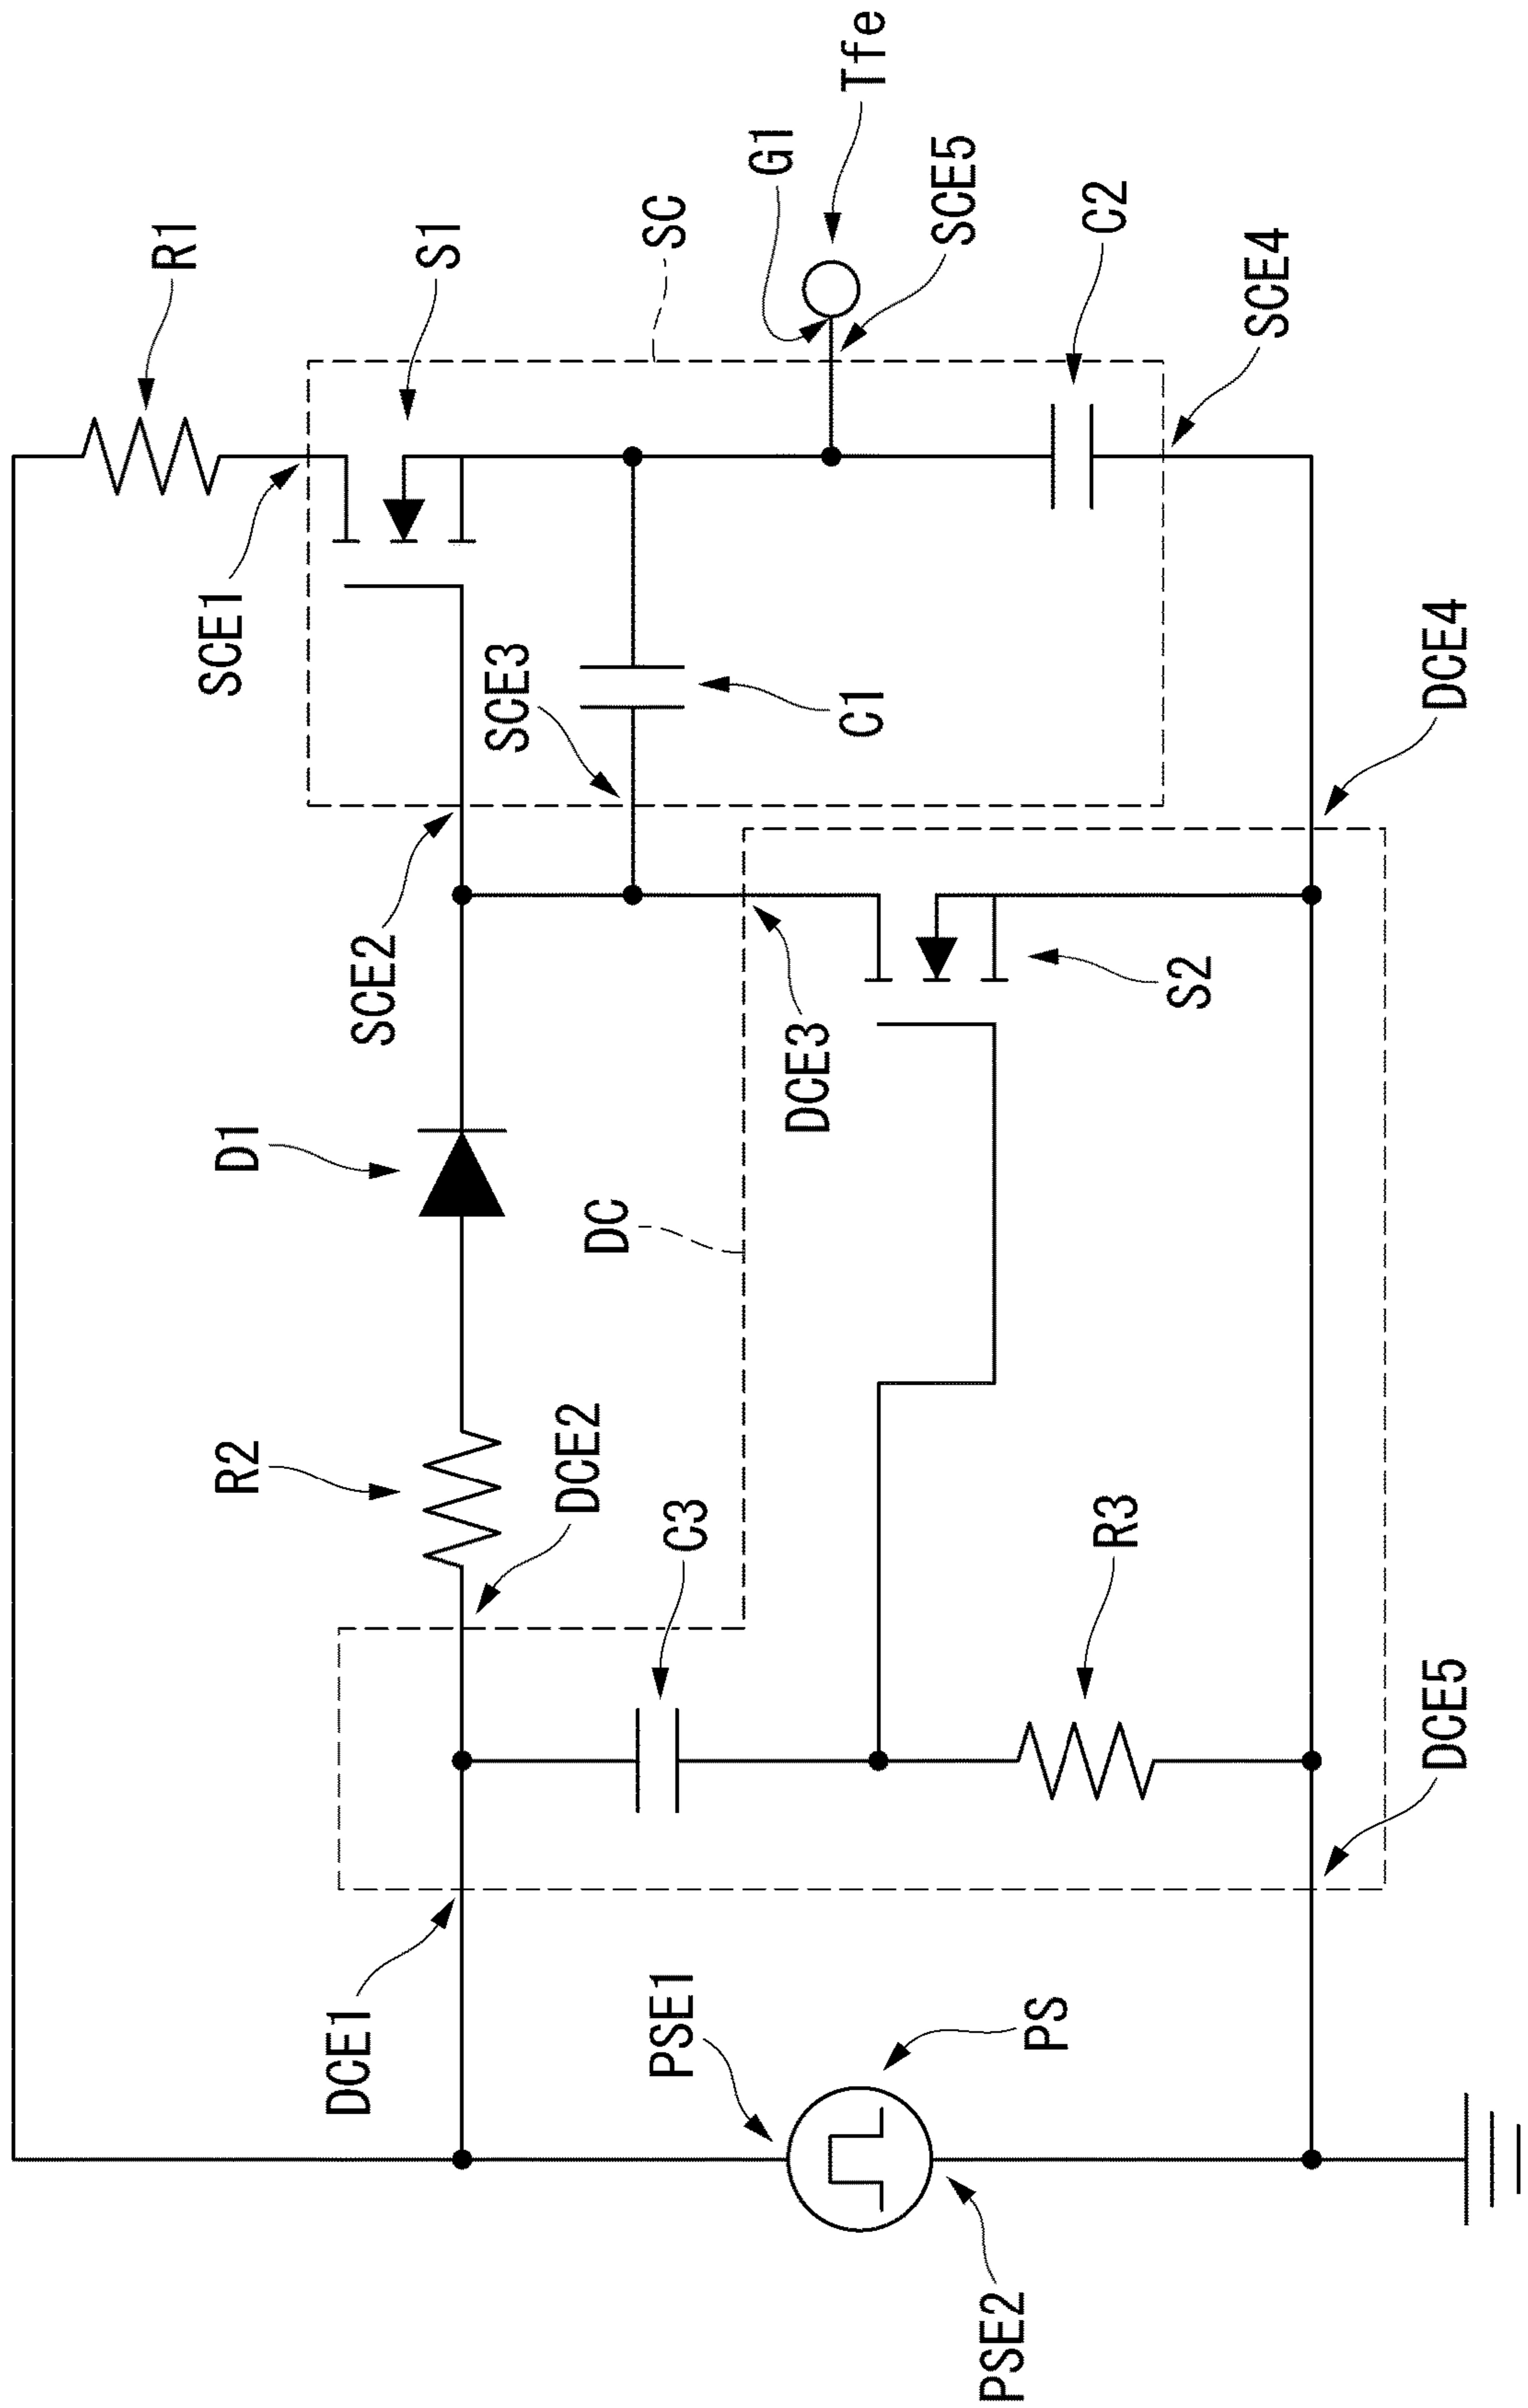 R1
S1
SC
G1
Tfe
SCE5
C2
SCE4
SCE1
SCE3
C1
DCE4
SCE2
DCE3
S2
D1
DC
R2
DCE2
C3
R3
DCE5
DCE1
PSE1
PS
PSE2